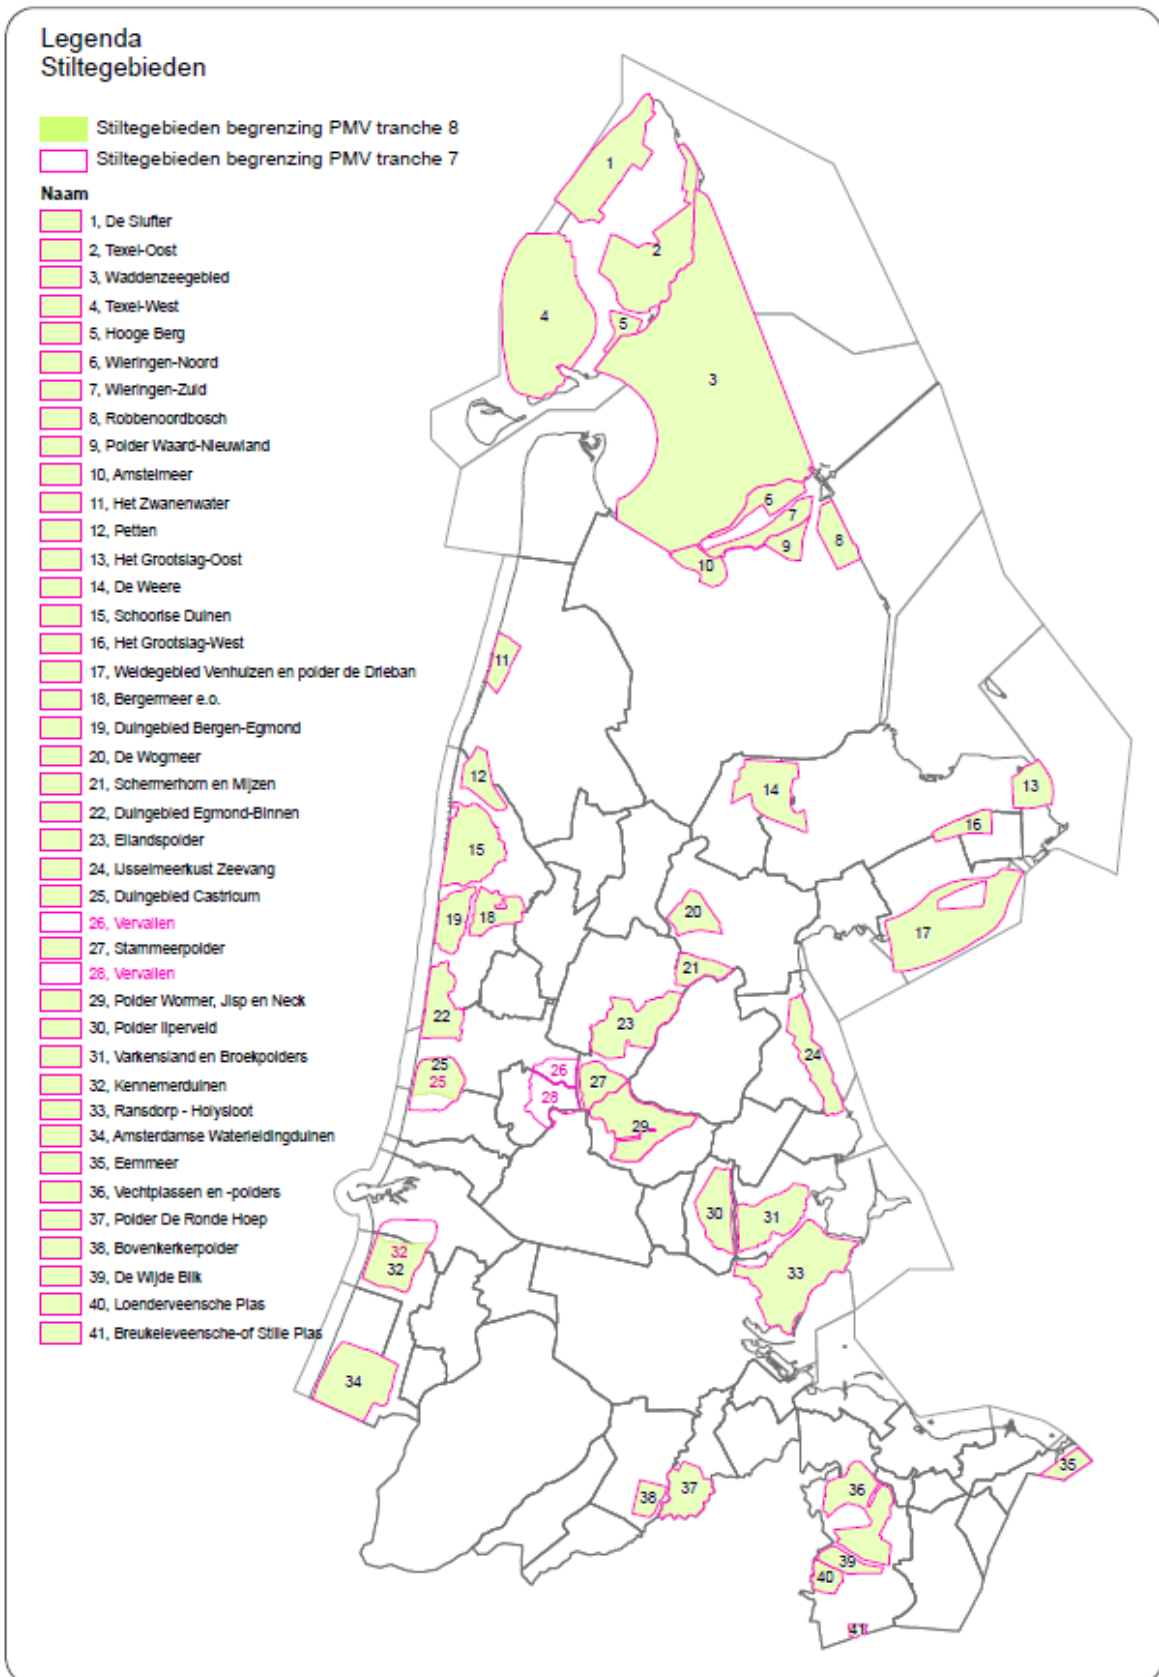 Legenda
Stiltegebieden
Stiltegebieden begrenzing PMV tranche 8
Stiltegebieden begrenzing PMV tranche 7
Naam
1, De Slufter
2, Texel-Oost
3, Waddenzeegebied
4, Texel-West
5, Hooge Berg
6, Wieringen-Noord
7, Wieringen-Zuid
8, Robbenoordbosch
9, Polder Waard-Nieuwland
10, Amstelmeer
11, Het Zwanenwater
12, Petten
13, Het Grootslag-Oost
14, De Weere
15, Schoorlse Duinen
16, Het Grootslag-West
17, Weidegebied Venhuizen en polder de Drieban
18, Bergermeer e.o.
19, Duingebied Bergen-Egmond
20, De Wogmeer
21, Schermerhorn en Mijzen
22, Duingebied Egmond-Binnen
23, Eilandspolder
24, IJsselmeerkust Zeevang
25, Duingebied Castricum
26, Vervallen
27, Starnmeerpolder
28, Vervallen
29, Polder Wormer, Jisp en Neck
30, Polder Ilperveld
31, Varkensland en Broekpolders
32, Kennemerduinen
33, Ransdorp - Holysloot
34, Amsterdamse Waterleidingduinen
35, Eemmeer
36, Vechtplassen en -polders
37, Polder De Ronde Hoep
38, Bovenkerkerpolder
39, De Wijde Blik
40, Loenderveensche Plas
41, Breukeleveensche-of Stille Plas
1
2
4
5
3
6
7
8
9
10
11
12
14
13
16
15
19
18
20
17
21
22
23
24
25
25
26
27
28
29
30
31
32
32
33
34
35
36
37
38
39
40
41